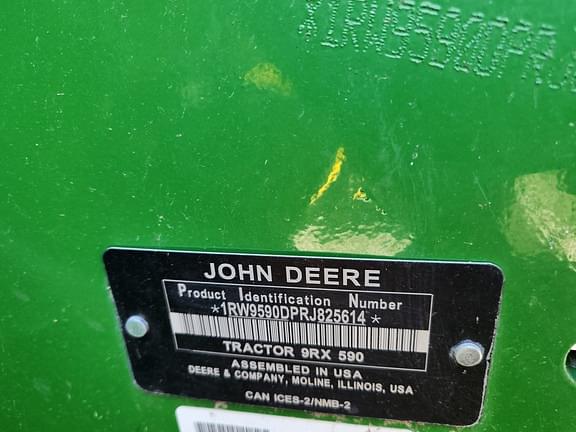 *1RW9590DPRJ
JOHN DEERE
Product Identification Number
*1RW9590DPRJ825614*
TRACTOR 9RX 590
ASSEMBLED IN USA
DEERE & COMPANY, MOLINE, ILLINOIS, USA
CAN ICES-2/NMB-2